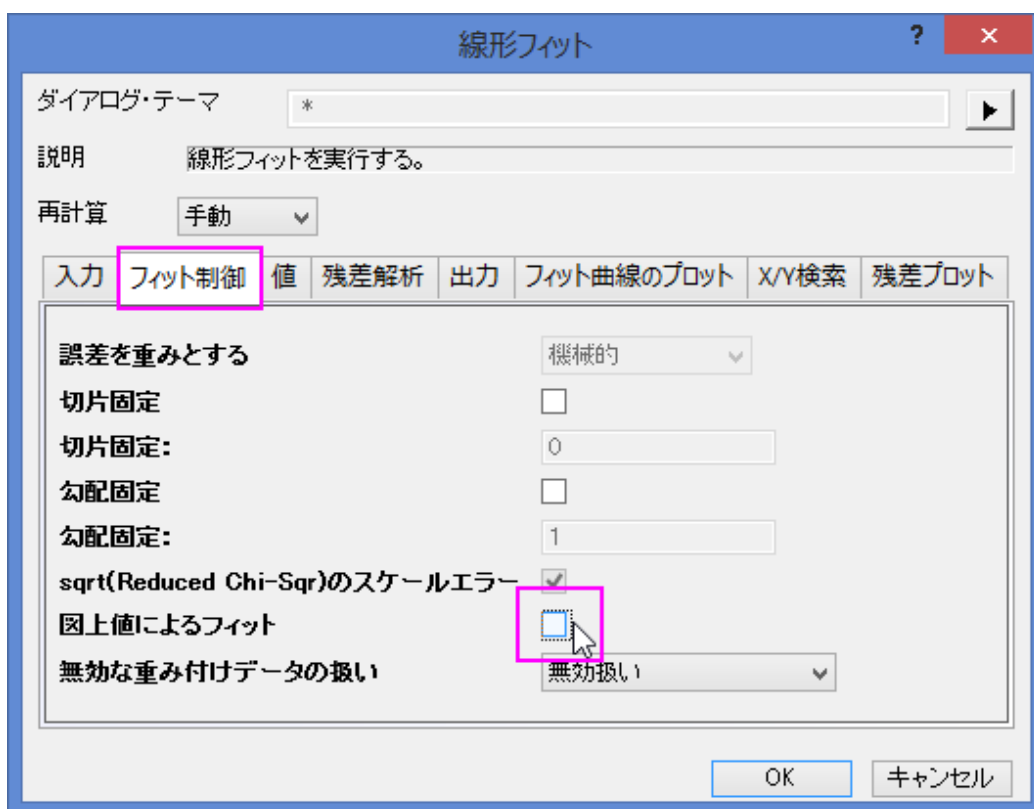 線形フィット ? ×
ダイアログ・テーマ *
説明 線形フィットを実行する。
再計算 手動
入力 フィット制御 値 残差解析 出力 フィット曲線のプロット X/Y検索 残差プロット
誤差を重みとする 機械的
切片固定
切片固定: 0
勾配固定
勾配固定: 1
sqrt(Reduced Chi-Sqr)のスケールエラー
図上値によるフィット
無効な重み付けデータの扱い 無効扱い
OK キャンセル